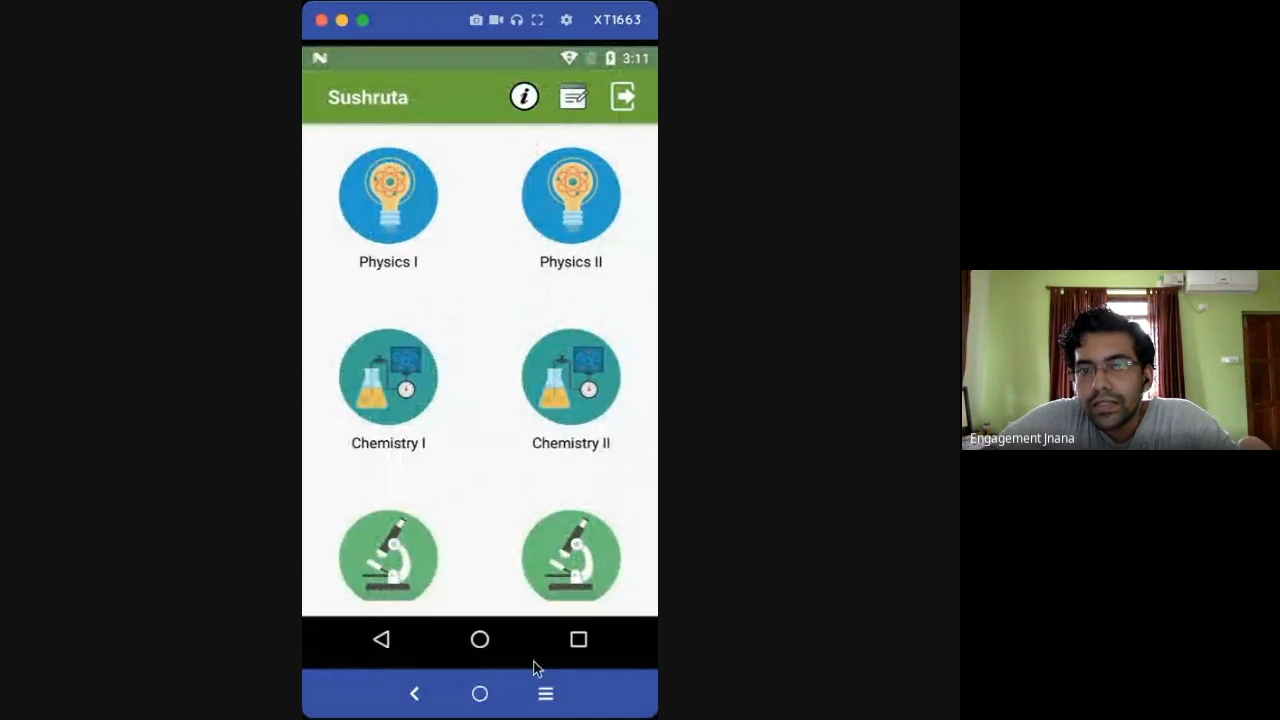 XT1663
3:11
Sushruta
Physics I
Physics II
Chemistry I
Chemistry II
Engagement Jnana